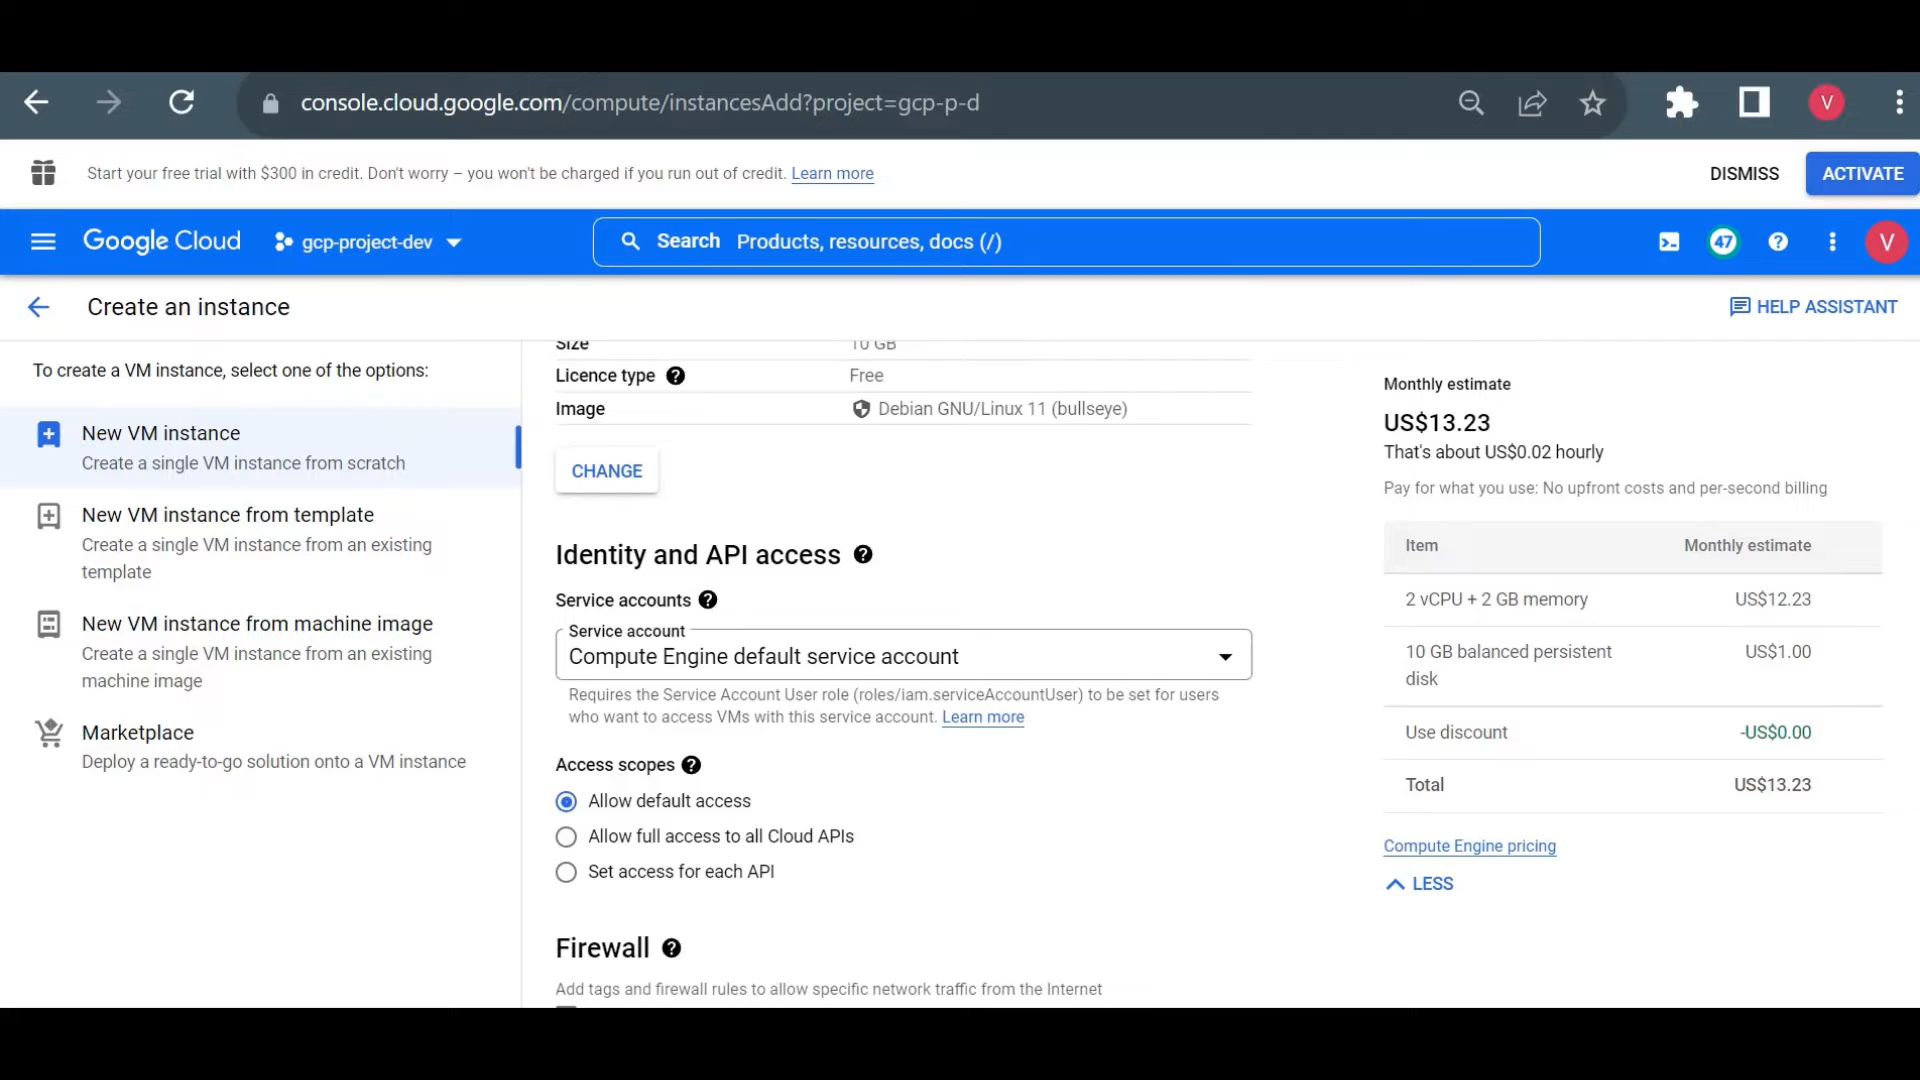 console.cloud.google.com/compute/instancesAdd?project=gcp-p-d
V
Start your free trial with $300 in credit. Don't worry – you won't be charged if you run out of credit. Learn more
DISMISS
ACTIVATE
Google Cloud
gcp-project-dev
Search Products, resources, docs (/)
47
V
Create an instance
HELP ASSISTANT
To create a VM instance, select one of the options:
New VM instance
Create a single VM instance from scratch
New VM instance from template
Create a single VM instance from an existing
template
New VM instance from machine image
Create a single VM instance from an existing
machine image
Marketplace
Deploy a ready-to-go solution onto a VM instance
Size 10 GB
Licence type Free
Image Debian GNU/Linux 11 (bullseye)
CHANGE
Identity and API access
Service accounts
Service account
Compute Engine default service account
Requires the Service Account User role (roles/iam.serviceAccountUser) to be set for users
who want to access VMs with this service account. Learn more
Access scopes
Allow default access
Allow full access to all Cloud APIs
Set access for each API
Firewall
Add tags and firewall rules to allow specific network traffic from the Internet
Monthly estimate
US$13.23
That's about US$0.02 hourly
Pay for what you use: No upfront costs and per-second billing
Item Monthly estimate
2 vCPU + 2 GB memory US$12.23
10 GB balanced persistent US$1.00
disk
Use discount -US$0.00
Total US$13.23
Compute Engine pricing
LESS